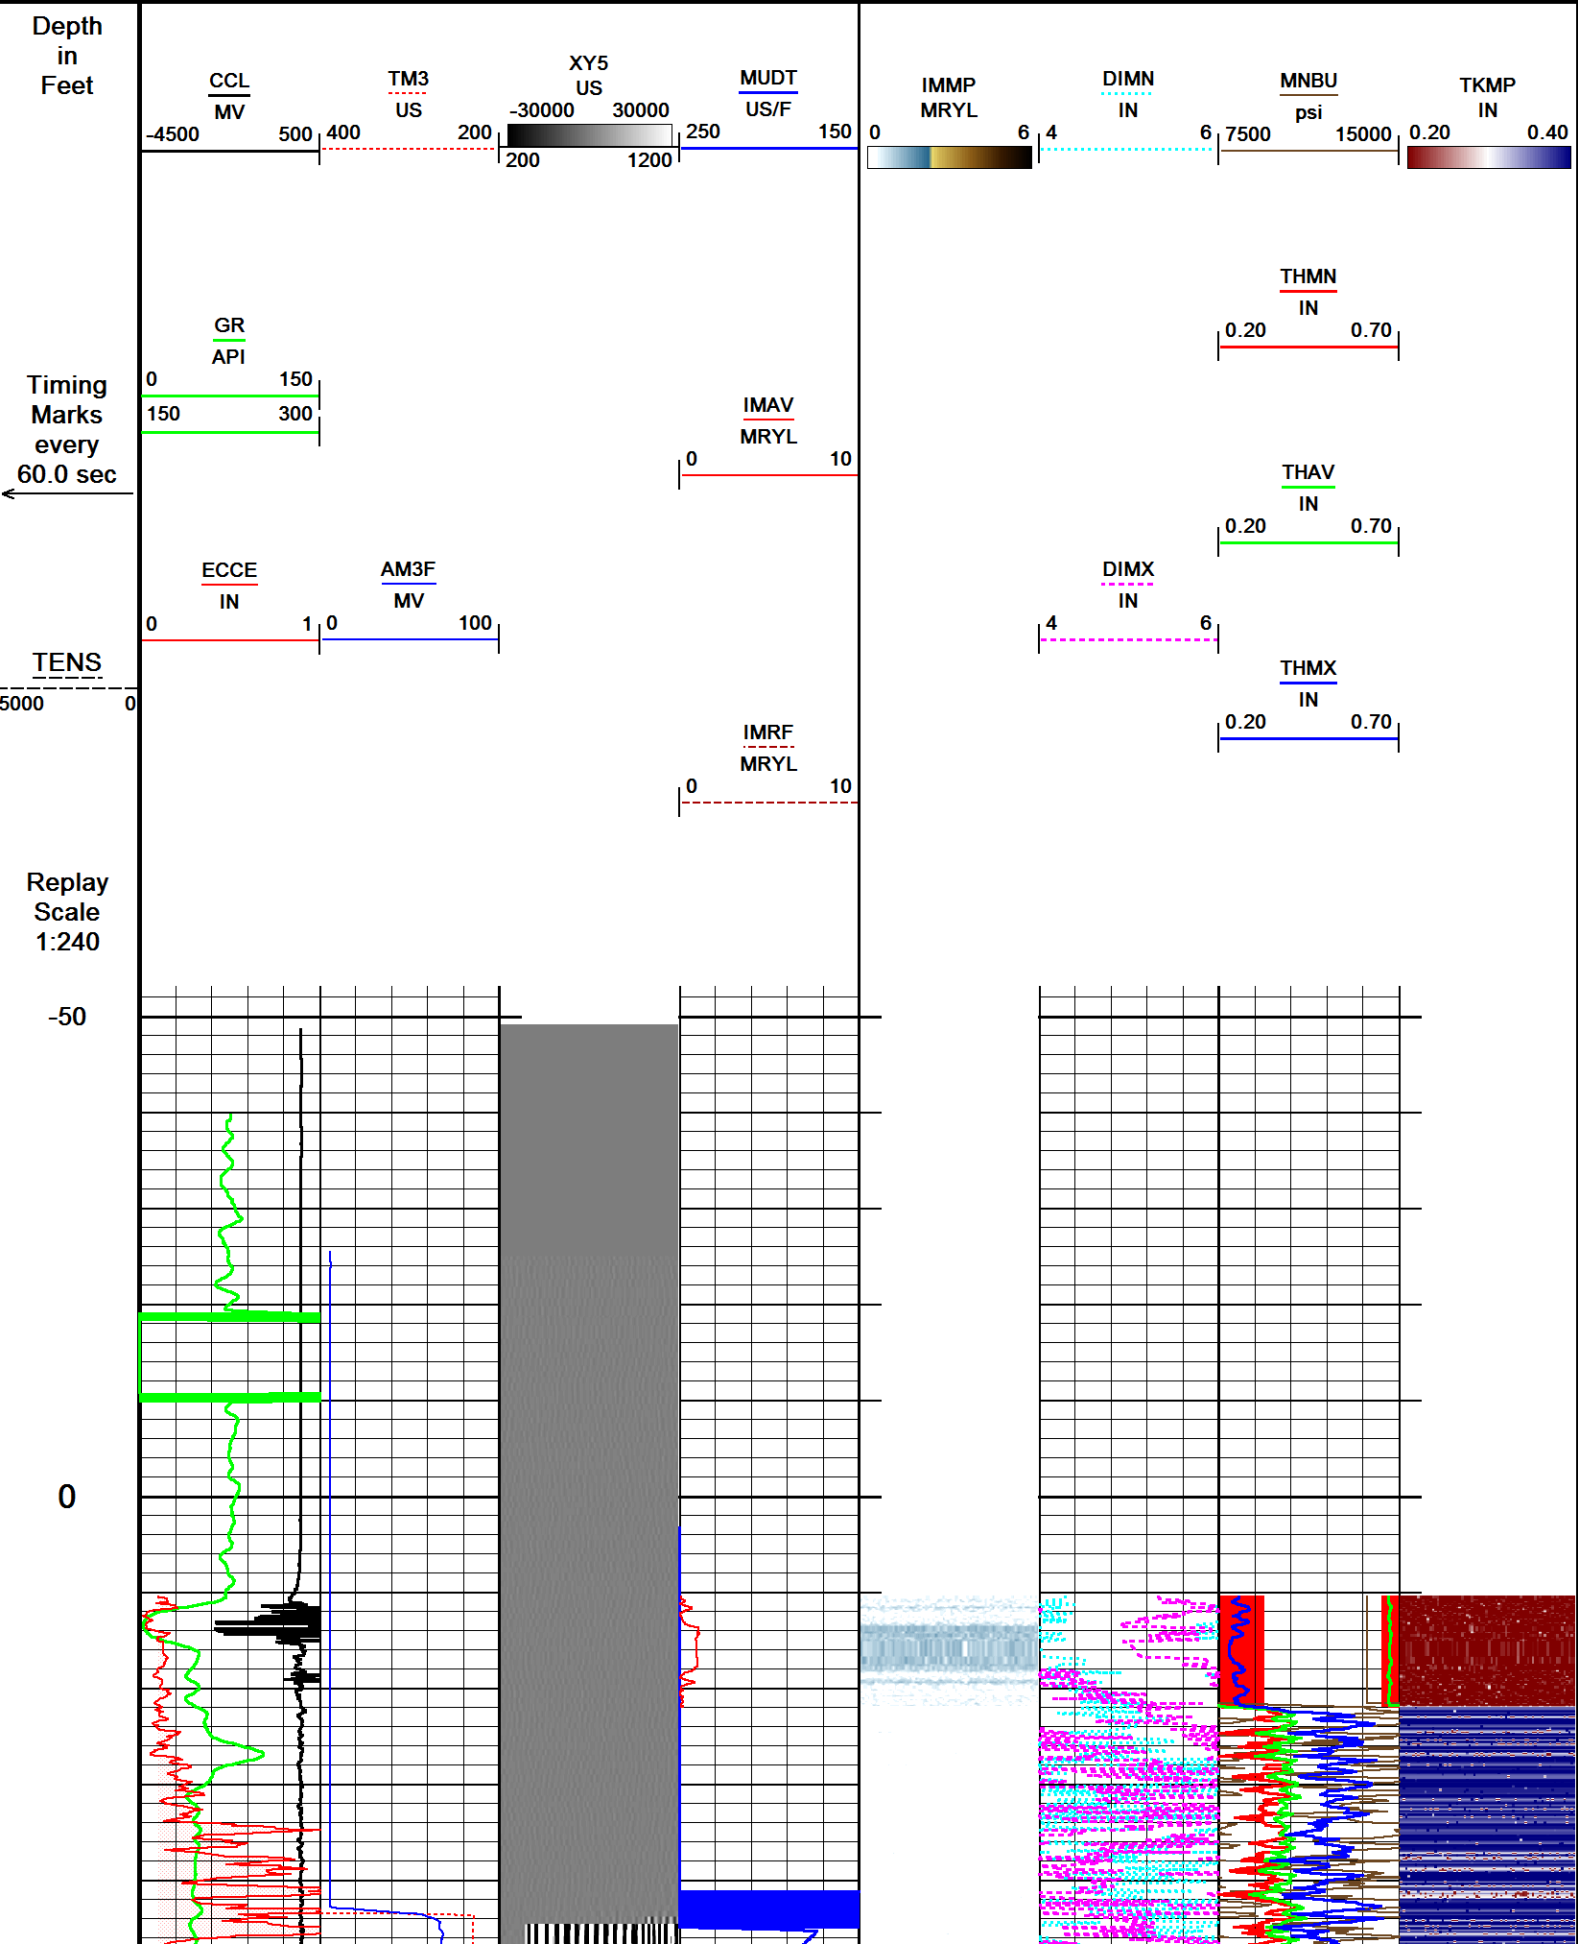 Depth
in
Feet
CCL
MV
-4500 500
TM3
US
400 200
XY5
US
-30000 30000
200 1200
MUDT
US/F
250 150
IMMP
MRYL
0 6
DIMN
IN
4 6
MNBU
psi
7500 15000
TKMP
IN
0.20 0.40
THMN
IN
0.20 0.70
GR
API
0 150
150 300
Timing
Marks
every
60.0 sec
IMAV
MRYL
0 10
THAV
IN
0.20 0.70
ECCE
IN
0 1
AM3F
MV
0 100
DIMX
IN
4 6
TENS
5000 0
THMX
IN
0.20 0.70
IMRF
MRYL
0 10
Replay
Scale
1:240
-50
0